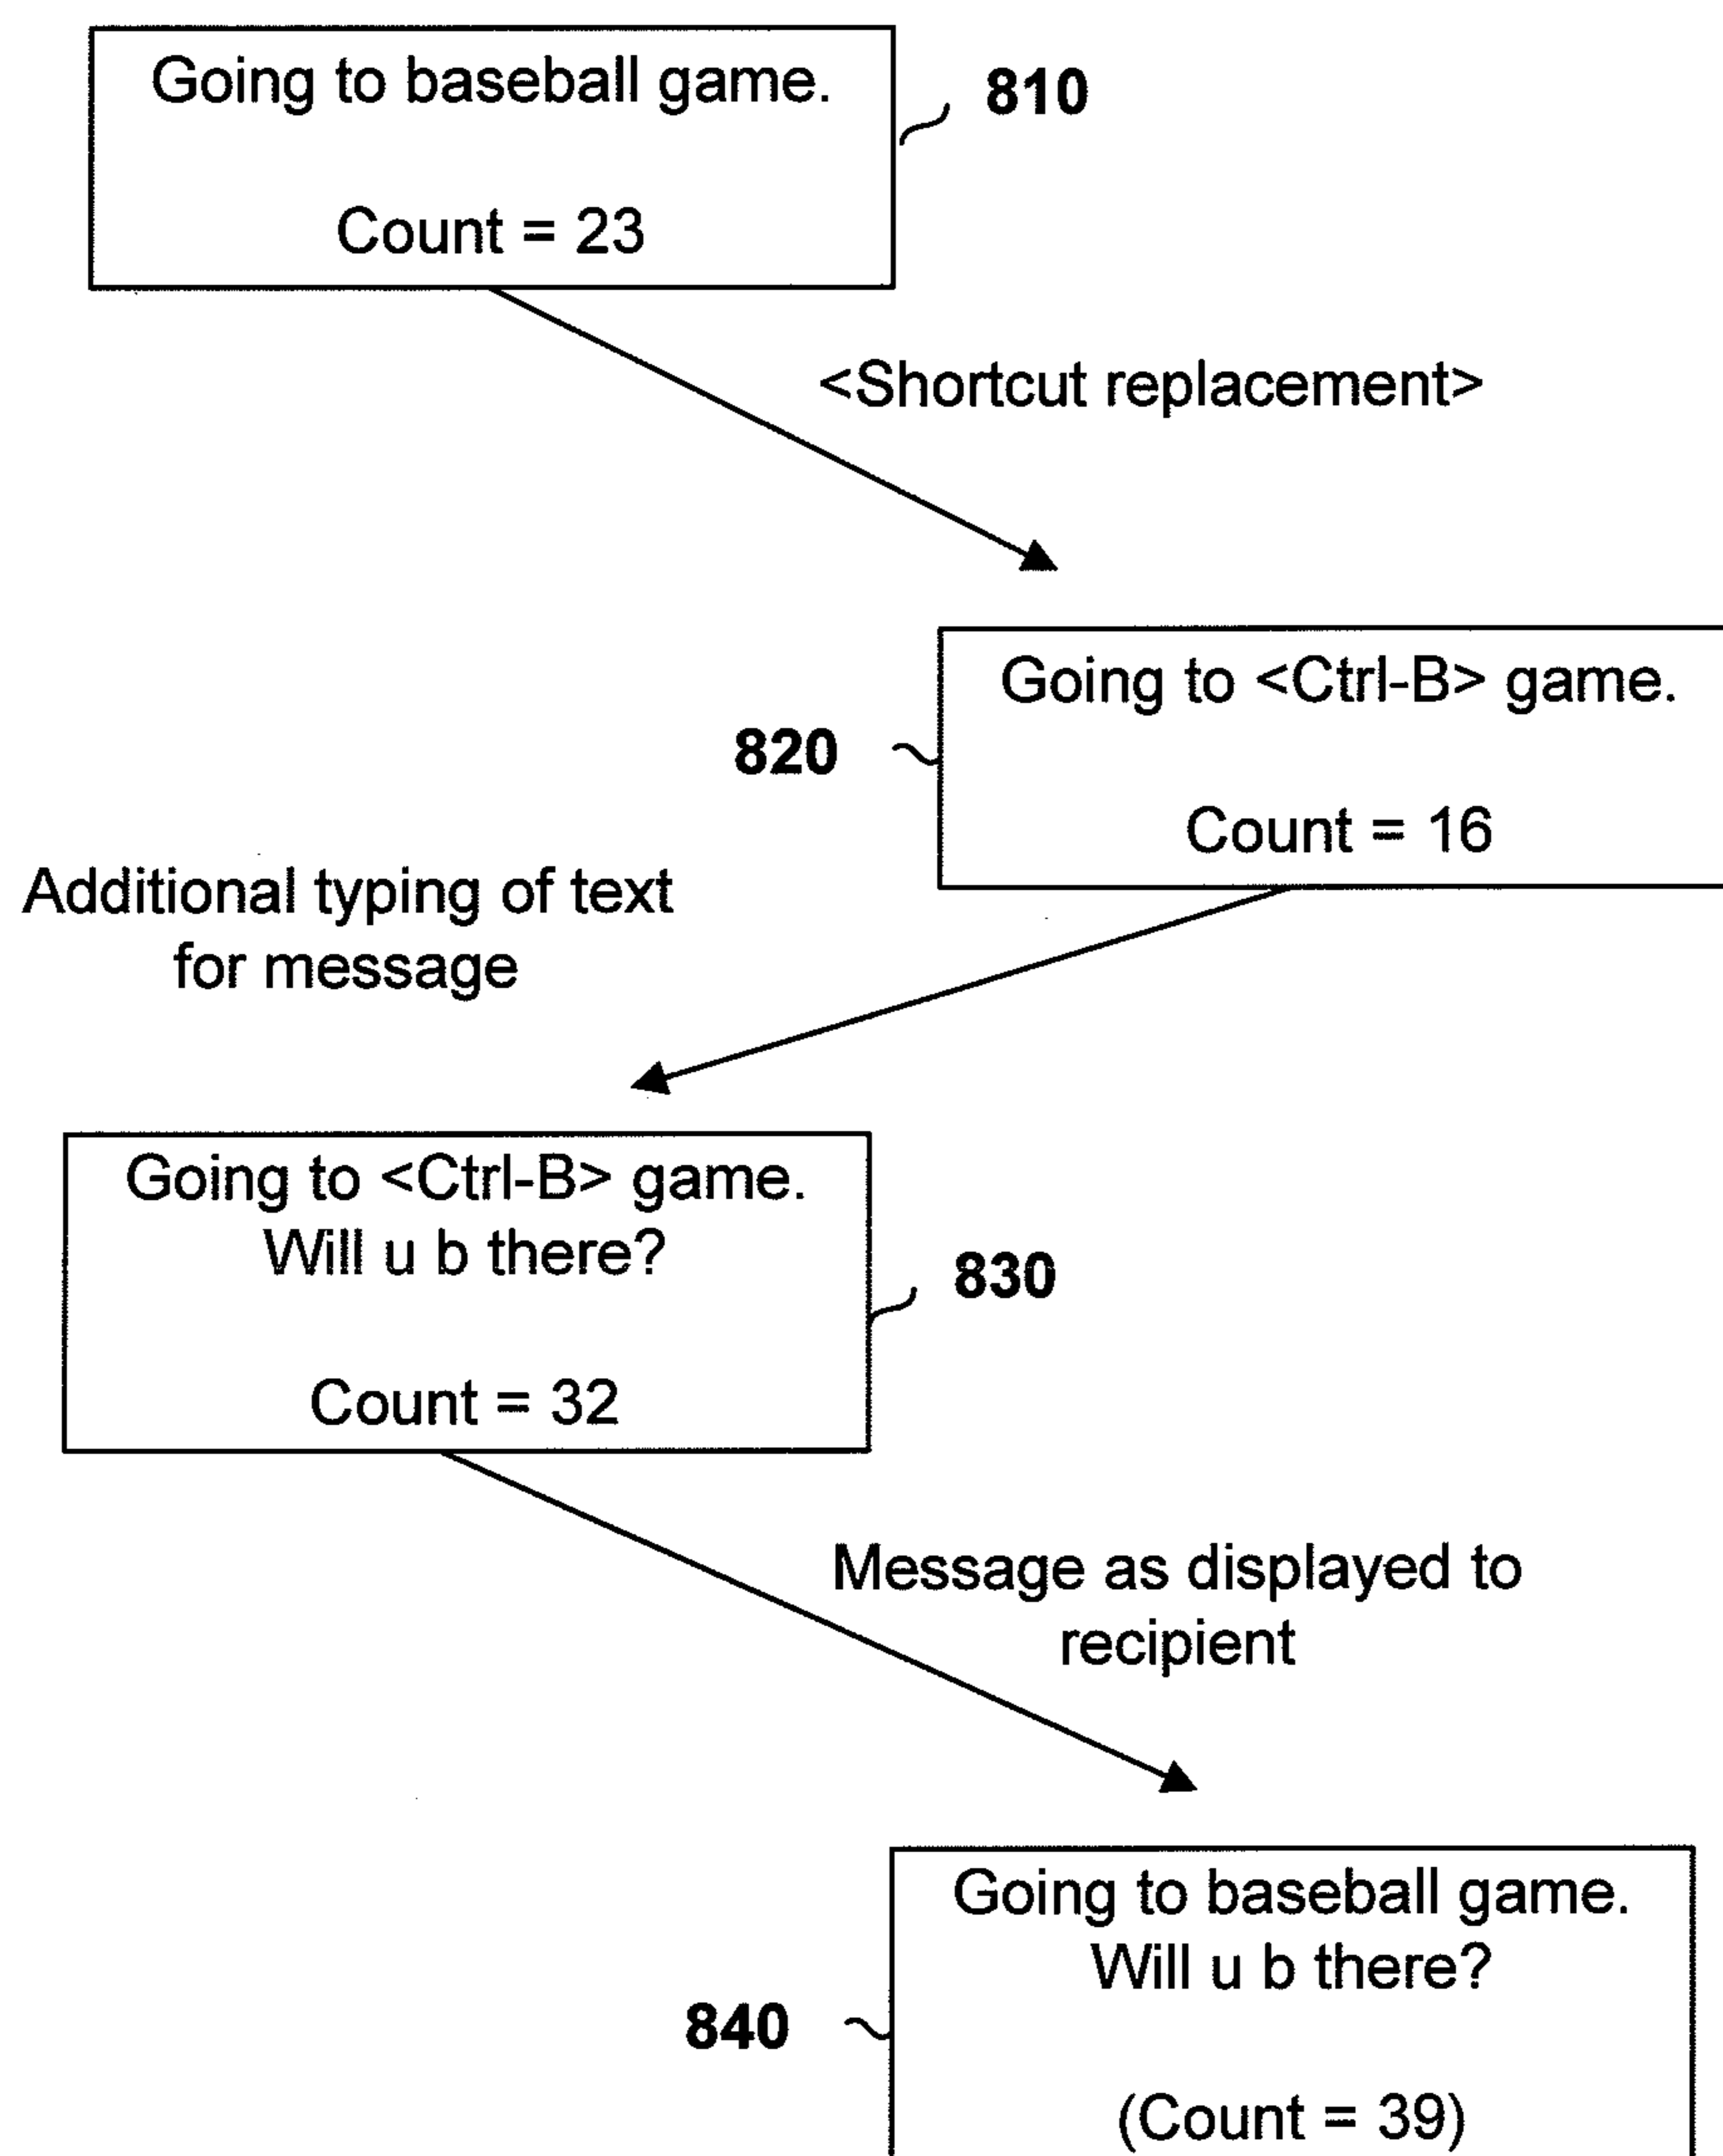 Going to baseball game.
Count = 23
810
<Shortcut replacement>
Going to <Ctrl-B> game.
Count = 16
820
Additional typing of text
for message
Going to <Ctrl-B> game.
Will u b there?
Count = 32
830
Message as displayed to
recipient
Going to baseball game.
Will u b there?
(Count = 39)
840